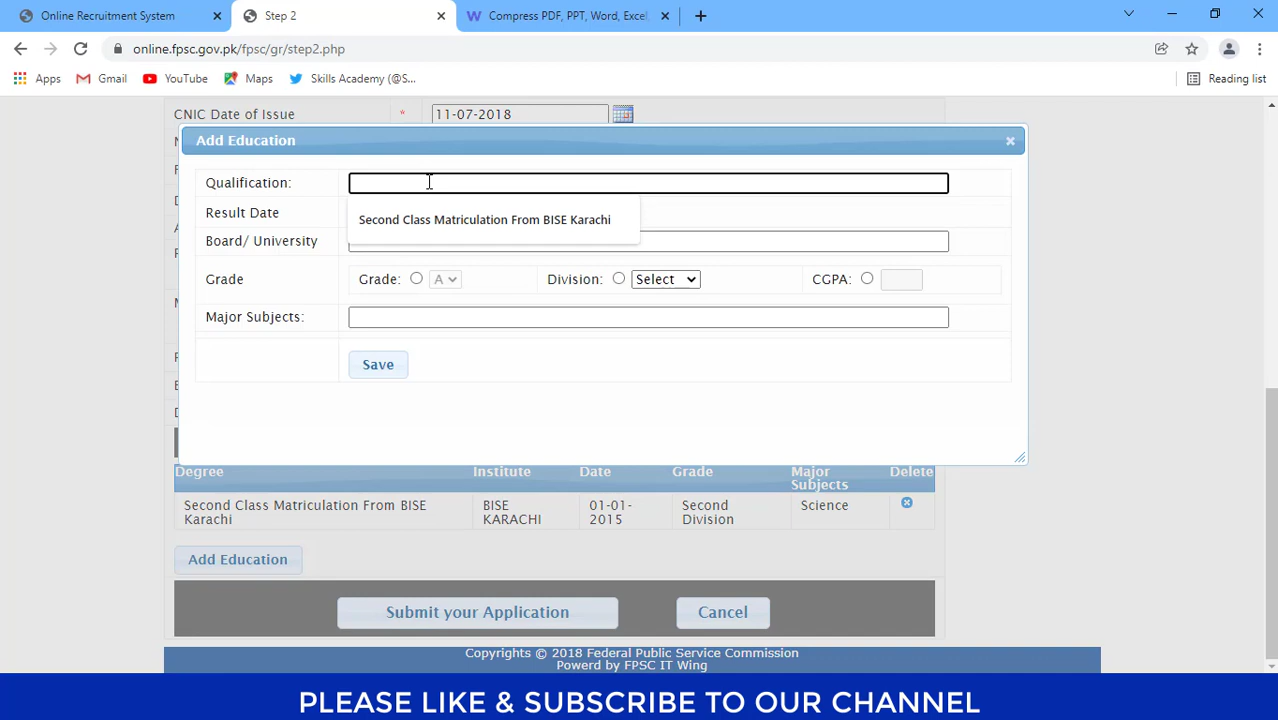 Online Recruitment System
Step 2
Compress PDF, PPT, Word, Excel,
online.fpsc.gov.pk/fpsc/gr/step2.php
Apps Gmail YouTube Maps Skills Academy (@S... Reading list
CNIC Date of Issue * 11-07-2018
Add Education
Qualification:
Second Class Matriculation From BISE Karachi
Result Date
Board/ University
Grade Grade: A Division: Select CGPA:
Major Subjects:
Save
Degree Institute Date Grade Major Subjects Delete
Second Class Matriculation From BISE Karachi BISE KARACHI 01-01-2015 Second Division Science
Add Education
Submit your Application Cancel
Copyrights © 2018 Federal Public Service Commission
Powerd by FPSC IT Wing
PLEASE LIKE & SUBSCRIBE TO OUR CHANNEL